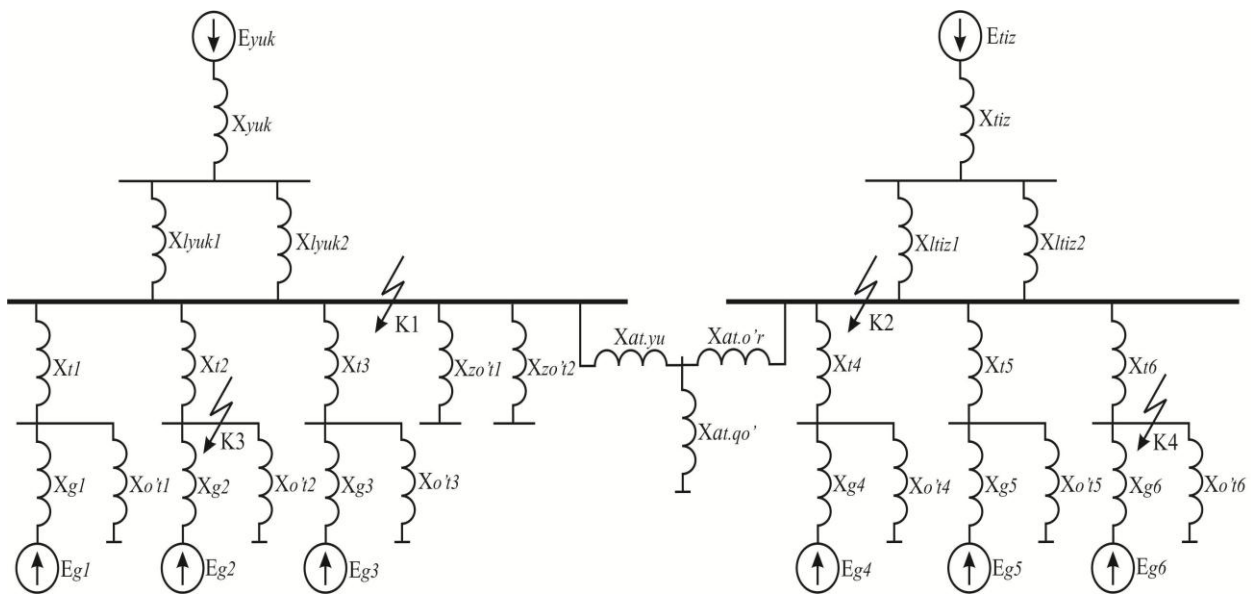 Eyuk
Etiz
Xyuk
Xtiz
Xlyuk1
Xlyuk2
Xltiz1
Xltiz2
K1
K2
Xt1
Xt2
Xt3
Xzo't1
Xzo't2
Xat.yu
Xat.o'r
Xt4
Xt5
Xt6
K3
Xat.qo'
K4
Xg1
Xo't1
Xg2
Xo't2
Xg3
Xo't3
Xg4
Xo't4
Xg5
Xo't5
Xg6
Xo't6
Eg1
Eg2
Eg3
Eg4
Eg5
Eg6